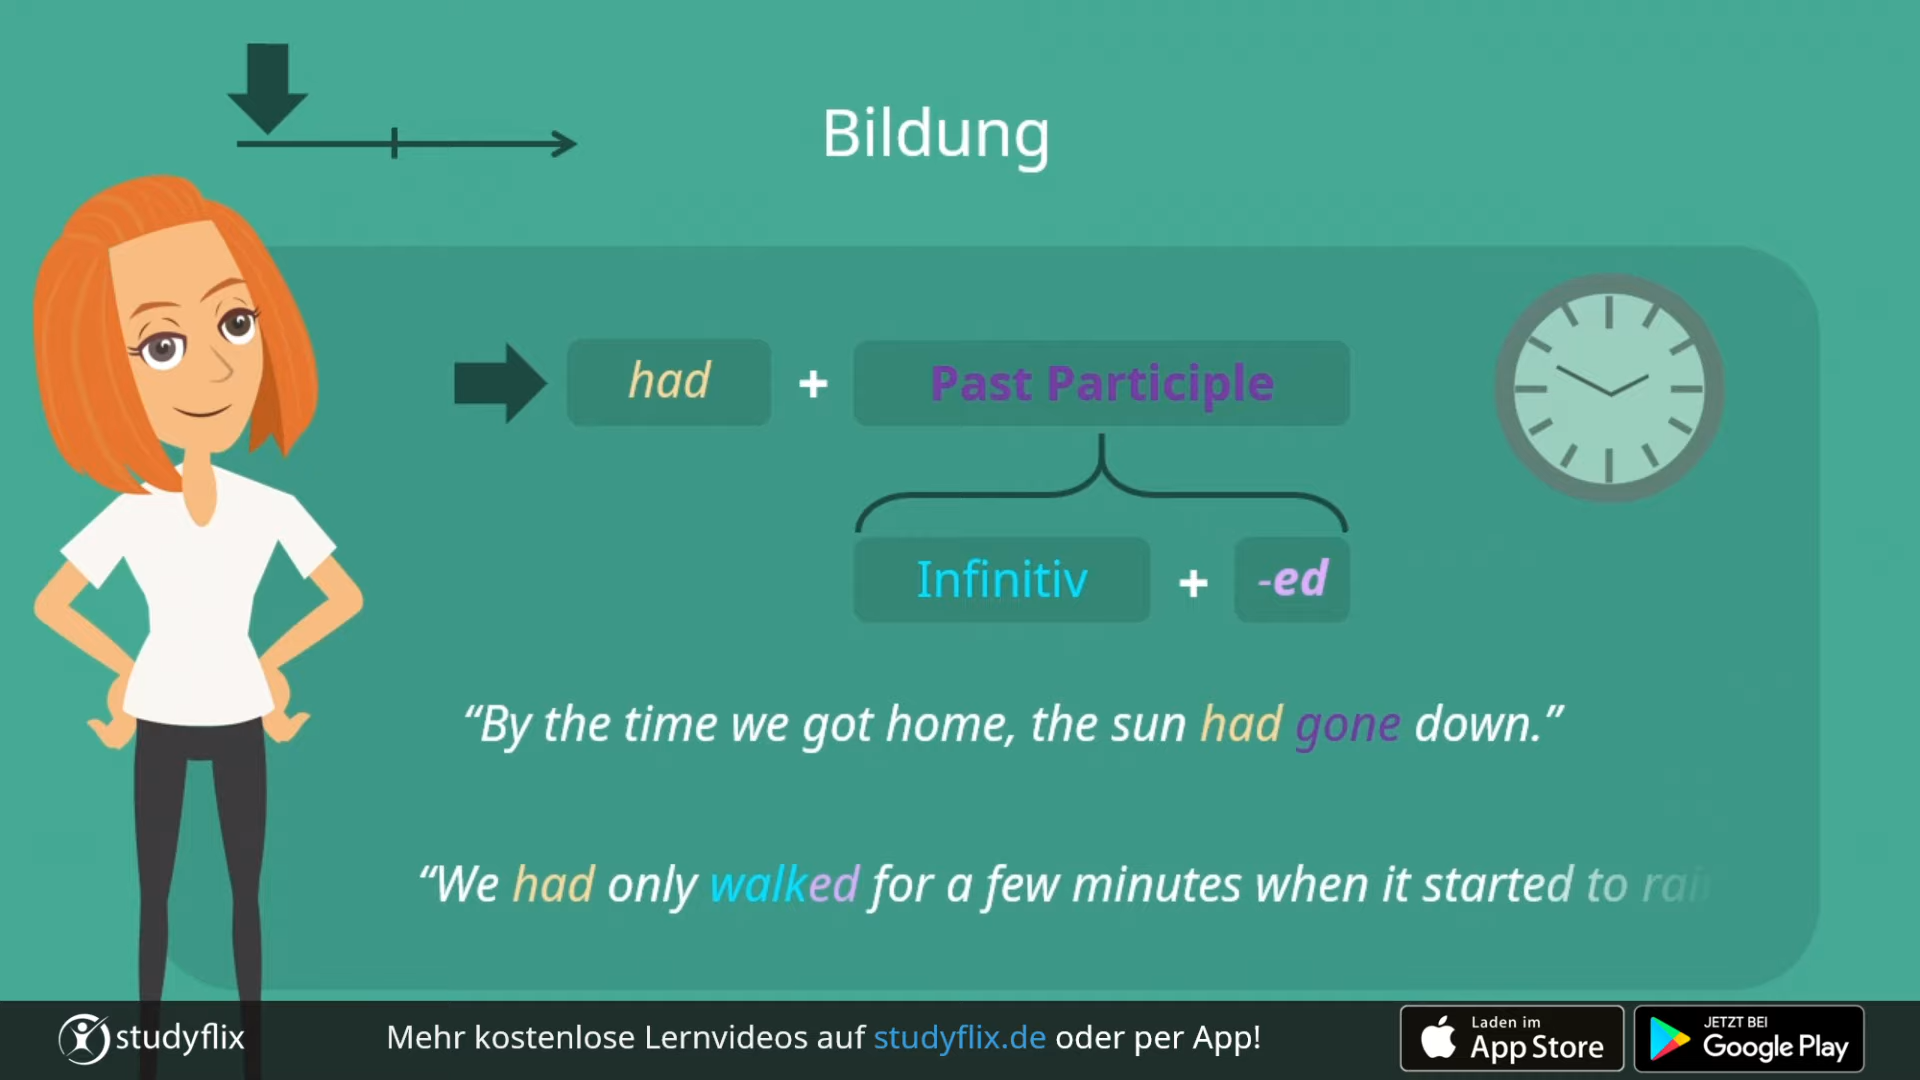 Bildung
had + Past Participle
Infinitiv + -ed
“By the time we got home, the sun had gone down.”
“We had only walked for a few minutes when it started to rai
studyflix
Mehr kostenlose Lernvideos auf studyflix.de oder per App!
Laden im
App Store
JETZT BEI
Google Play